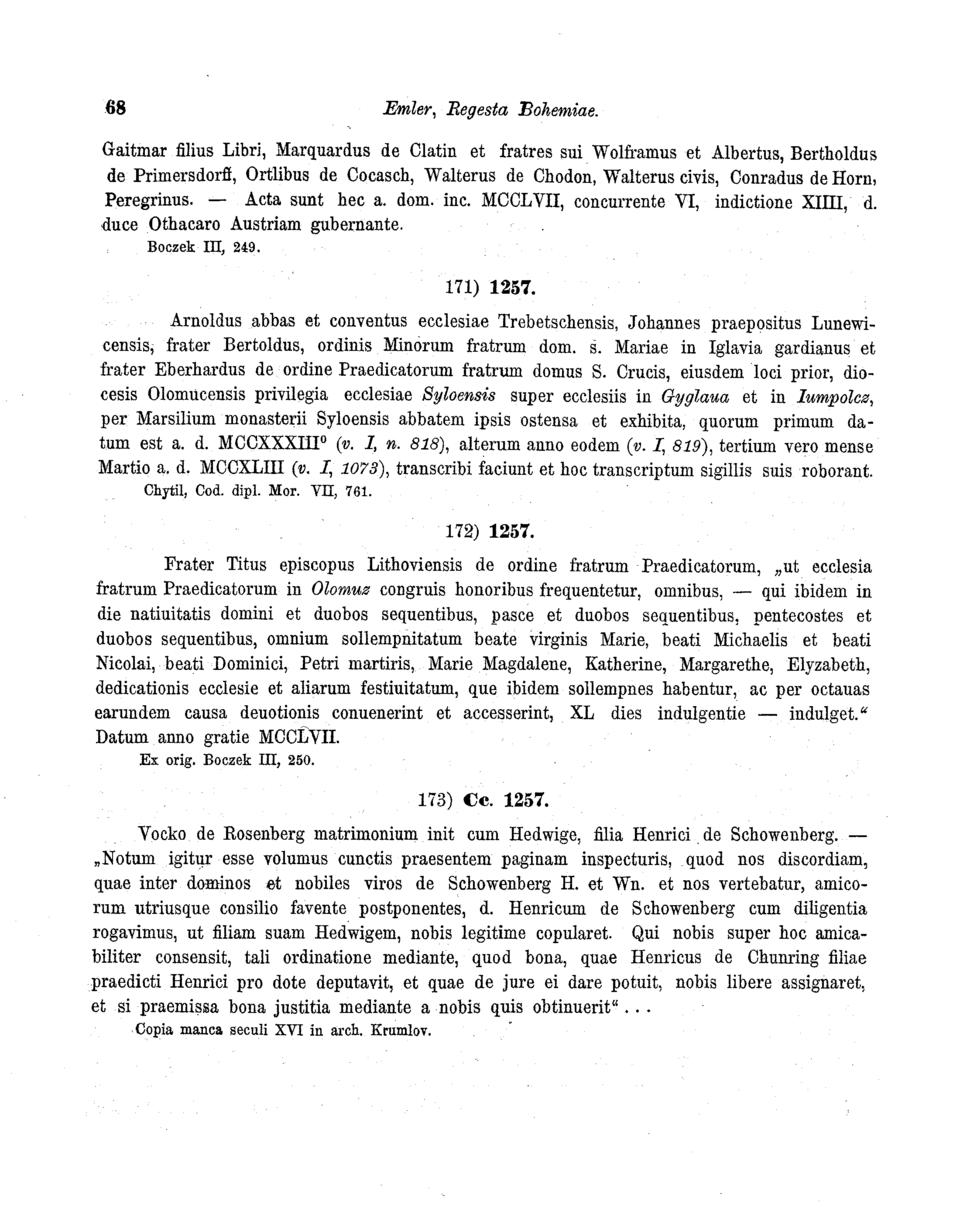 68 Emler, Regesta Bohemiae.
Gaitmar filius Libri, Marquardus de Clatin et fratres sui Wolframus et Albertus, Bertholdus
de Primersdorff, Ortlibus de Cocasch, Walterus de Chodon, Walterus civis, Conradus de Horn,
Peregrinus. — Acta sunt hec a. dom. inc. MCCLVII, concurrente VI, indictione XIIII, d.
duce Othacaro Austriam gubernante.
Boczek III, 249.
171) 1257.
Arnoldus abbas et conventus ecclesiae Trebetschensis, Johannes praepositus Lunewi-
censis, frater Bertoldus, ordinis Minorum fratrum dom. s. Mariae in Iglavia gardianus et
frater Eberhardus de ordine Praedicatorum fratrum domus S. Crucis, eiusdem loci prior, dio-
cesis Olomucensis privilegia ecclesiae Syloensis super ecclesiis in Gyglaua et in Iumpolcz,
per Marsilium monasterii Syloensis abbatem ipsis ostensa et exhibita, quorum primum da-
tum est a. d. MCCXXXIII⁰ (v. I, n. 818), alterum anno eodem (v. I, 819), tertium vero mense
Martio a. d. MCCXLIII (v. I, 1073), transcribi faciunt et hoc transcriptum sigillis suis roborant.
Chytil, Cod. dipl. Mor. VII, 761.
172) 1257.
Frater Titus episcopus Lithoviensis de ordine fratrum Praedicatorum, „ut ecclesia
fratrum Praedicatorum in Olomuz congruis honoribus frequentetur, omnibus, — qui ibidem in
die natiuitatis domini et duobos sequentibus, pasce et duobos sequentibus, pentecostes et
duobos sequentibus, omnium sollempnitatum beate virginis Marie, beati Michaelis et beati
Nicolai, beati Dominici, Petri martiris, Marie Magdalene, Katherine, Margarethe, Elyzabeth,
dedicationis ecclesie et aliarum festiuitatum, que ibidem sollempnes habentur, ac per octauas
earundem causa deuotionis conuenerint et accesserint, XL dies indulgentie — indulget.“
Datum anno gratie MCCLVII.
Ex orig. Boczek III, 250.
173) Cc. 1257.
Vocko de Rosenberg matrimonium init cum Hedwige, filia Henrici de Schowenberg. —
„Notum igitur esse volumus cunctis praesentem paginam inspecturis, quod nos discordiam,
quae inter dominos et nobiles viros de Schowenberg H. et Wn. et nos vertebatur, amico-
rum utriusque consilio favente postponentes, d. Henricum de Schowenberg cum diligentia
rogavimus, ut filiam suam Hedwigem, nobis legitime copularet. Qui nobis super hoc amica-
biliter consensit, tali ordinatione mediante, quod bona, quae Henricus de Chunring filiae
praedicti Henrici pro dote deputavit, et quae de jure ei dare potuit, nobis libere assignaret,
et si praemissa bona justitia mediante a nobis quis obtinuerit“ . . .
Copia manca seculi XVI in arch. Krumlov.